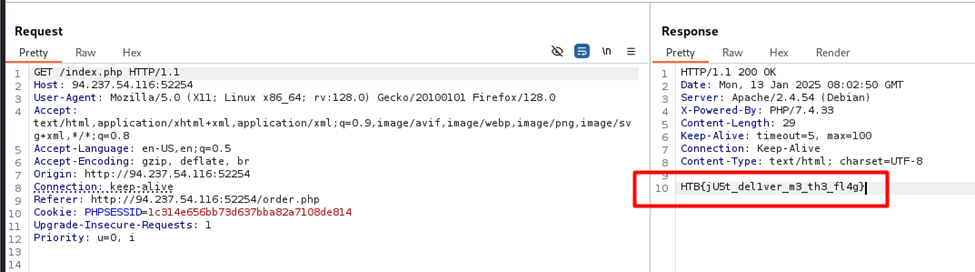 Request
Pretty Raw Hex
\n
1 GET /index.php HTTP/1.1
2 Host: 94.237.54.116:52254
3 User-Agent: Mozilla/5.0 (X11; Linux x86_64; rv:128.0) Gecko/20100101 Firefox/128.0
4 Accept:
text/html,application/xhtml+xml,application/xml;q=0.9,image/avif,image/webp,image/png,image/sv
g+xml,*/*;q=0.8
5 Accept-Language: en-US,en;q=0.5
6 Accept-Encoding: gzip, deflate, br
7 Origin: http://94.237.54.116:52254
8 Connection: keep-alive
9 Referer: http://94.237.54.116:52254/order.php
10 Cookie: PHPSESSID=1c314e656bb73d637bba82a7108de814
11 Upgrade-Insecure-Requests: 1
12 Priority: u=0, i
13
14
Response
Pretty Raw Hex Render
1 HTTP/1.1 200 OK
2 Date: Mon, 13 Jan 2025 08:02:50 GMT
3 Server: Apache/2.4.54 (Debian)
4 X-Powered-By: PHP/7.4.33
5 Content-Length: 29
6 Keep-Alive: timeout=5, max=100
7 Connection: Keep-Alive
8 Content-Type: text/html; charset=UTF-8
9
10 HTB{jU5t_del1ver_m3_th3_fl4g}